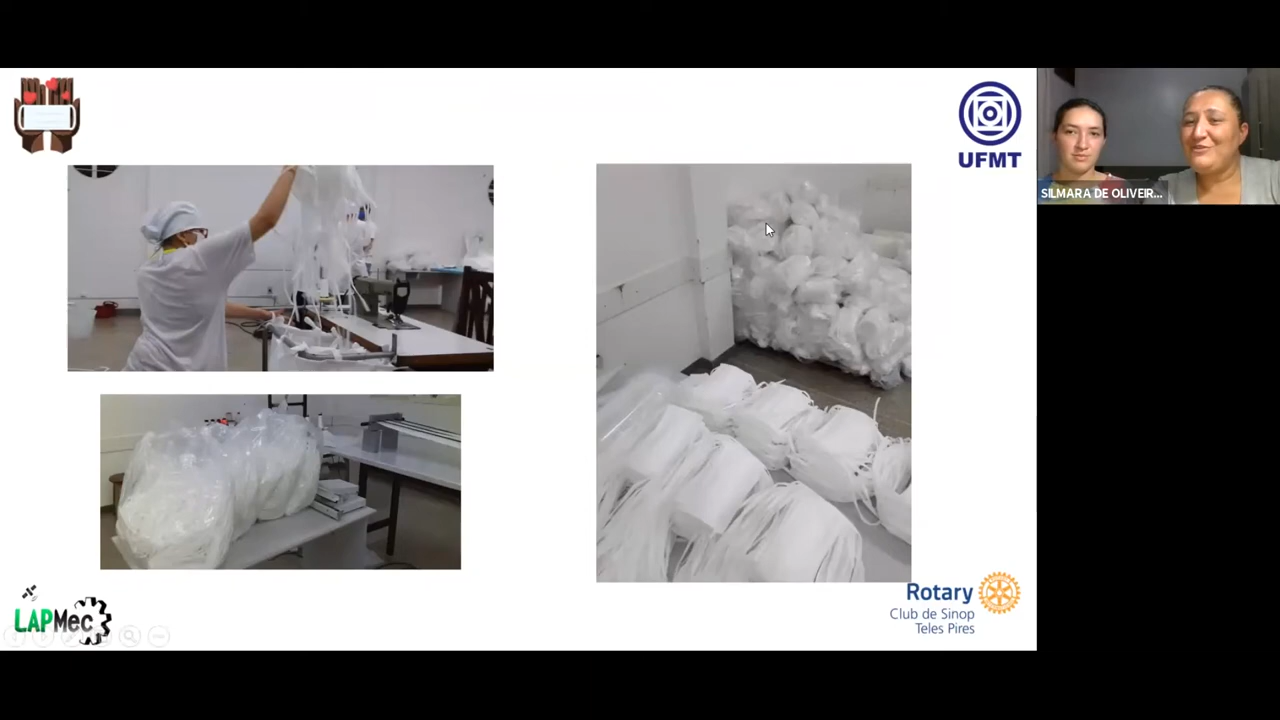 UFMT
SILMARA DE OLIVEIR...
LAPMec
Rotary
Club de Sinop
Teles Pires